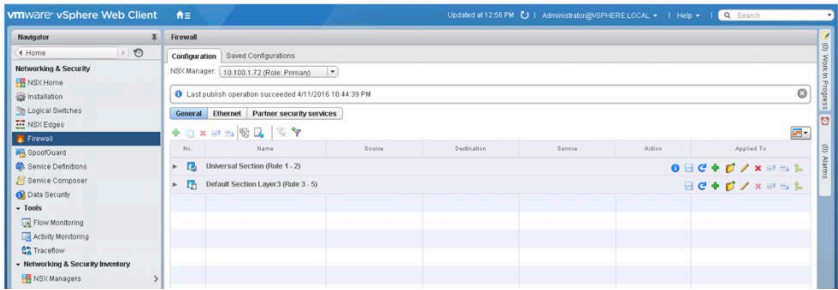 vmware® vSphere Web Client
Updated at 12:56 PM | Administrator@VSPHERE.LOCAL | Help | Search
Navigator
Home
Networking & Security
NSX Home
Installation
Logical Switches
NSX Edges
Firewall
SpoofGuard
Service Definitions
Service Composer
Data Security
Tools
Flow Monitoring
Activity Monitoring
Traceflow
Networking & Security Inventory
NSX Managers
Firewall
Configuration Saved Configurations
NSX Manager: 10.100.1.72 (Role: Primary)
Last publish operation succeeded 4/11/2016 10:44:39 PM
General Ethernet Partner security services
No. Name Source Destination Service Action Applied To
Universal Section (Rule 1 - 2)
Default Section Layer3 (Rule 3 - 5)
(0) Work In Progress
(0) Alarms